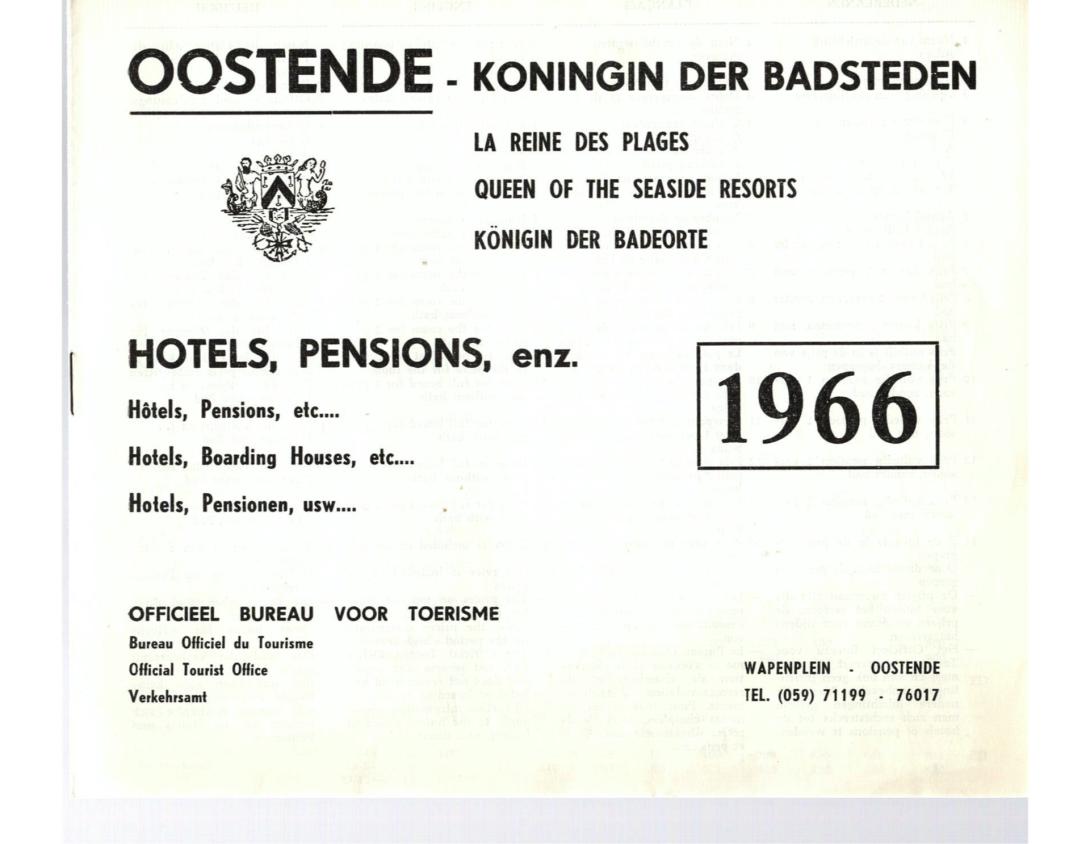 OOSTENDE - KONINGIN DER BADSTEDEN
LA REINE DES PLAGES
QUEEN OF THE SEASIDE RESORTS
KÖNIGIN DER BADEORTE
HOTELS, PENSIONS, enz.
Hôtels, Pensions, etc....
Hotels, Boarding Houses, etc....
Hotels, Pensionen, usw....
1966
OFFICIEEL BUREAU VOOR TOERISME
Bureau Officiel du Tourisme
Official Tourist Office
Verkehrsamt
WAPENPLEIN - OOSTENDE
TEL. (059) 71199 - 76017